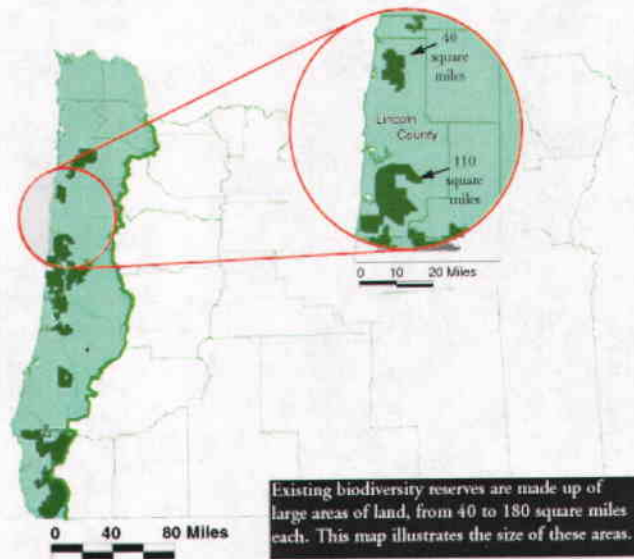 40
square
miles
Lincoln
County
110
square
miles
0 10 20 Miles
0 40 80 Miles
Existing biodiversity reserves are made up of
large areas of land, from 40 to 180 square miles
each. This map illustrates the size of these areas.